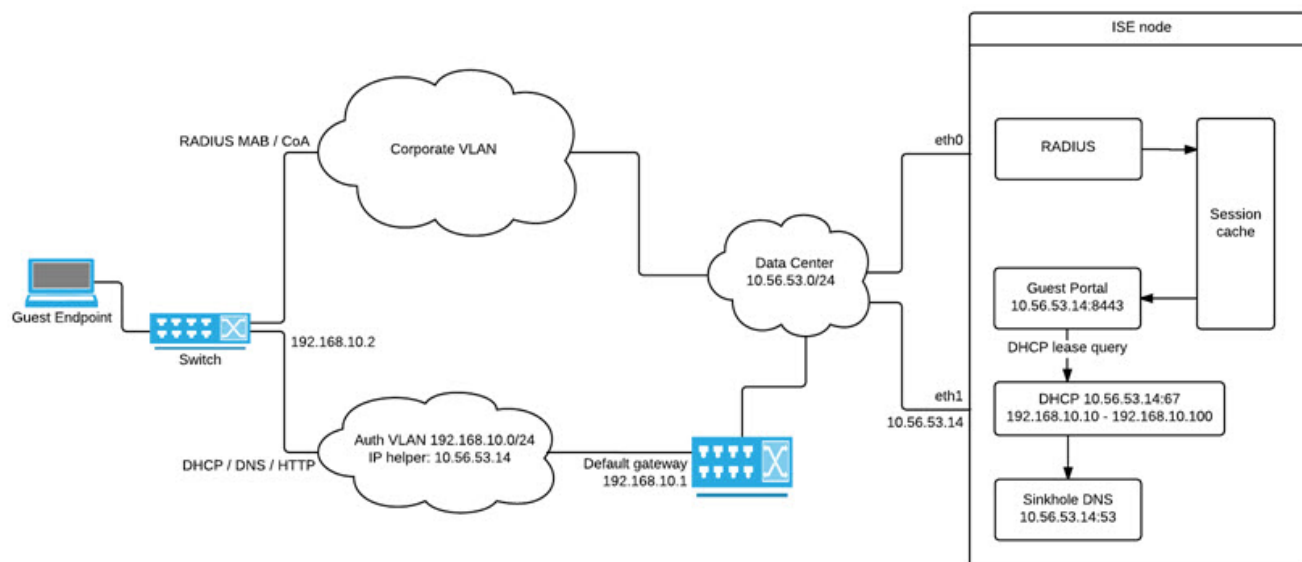 ISE node
RADIUS MAB / CoA
Corporate VLAN
eth0
RADIUS
Session
cache
Data Center
10.56.53.0/24
Guest Endpoint
Switch
192.168.10.2
Guest Portal
10.56.53.14:8443
DHCP lease query
eth1
10.56.53.14
DHCP 10.56.53.14:67
192.168.10.10 - 192.168.10.100
Auth VLAN 192.168.10.0/24
IP helper: 10.56.53.14
DHCP / DNS / HTTP
Default gateway
192.168.10.1
Sinkhole DNS
10.56.53.14:53